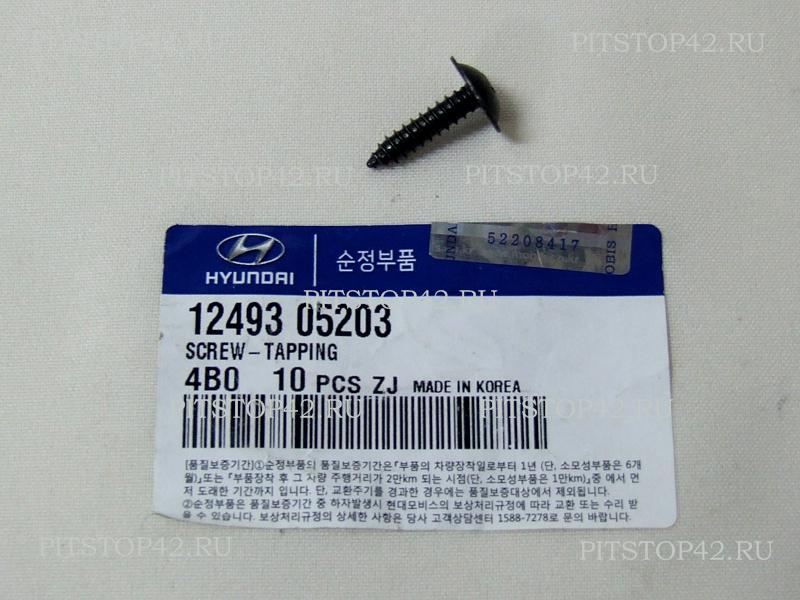 PITSTOP42.RU
PITSTOP42.RU
PITSTOP42.RU
PITSTOP42.RU
HYUNDAI
순정부품
52208417
PITSTOP42.RU
12493 05203
SCREW-TAPPING
4B0 10 PCS ZJ MADE IN KOREA
PITSTOP42.RU
PITSTOP42.RU
[품질보증기간]①순정부품의 품질보증기간은「부품의 차량장착일로부터 1년 (단, 소모성부품은 6개
월)」또는「부품장착 후 그 차량 주행거리가 2만km 되는 시점(단, 소모성부품은 1만km)」중 에서 먼
저 도래한 기간까지 입니다. 단, 교환주기를 경과한 경우에는 품질보증대상에서 제외됩니다.
②순정부품은 품질보증기간 중 하자발생시 현대모비스의 보상처리규정에 따라 교환 또는 수리 받
을 수 있습니다. 보상처리규정의 상세한 사항은 당사 고객상담센터 1588-7278로 문의 바랍니다.
PITSTOP42.RU
PITSTOP42.RU